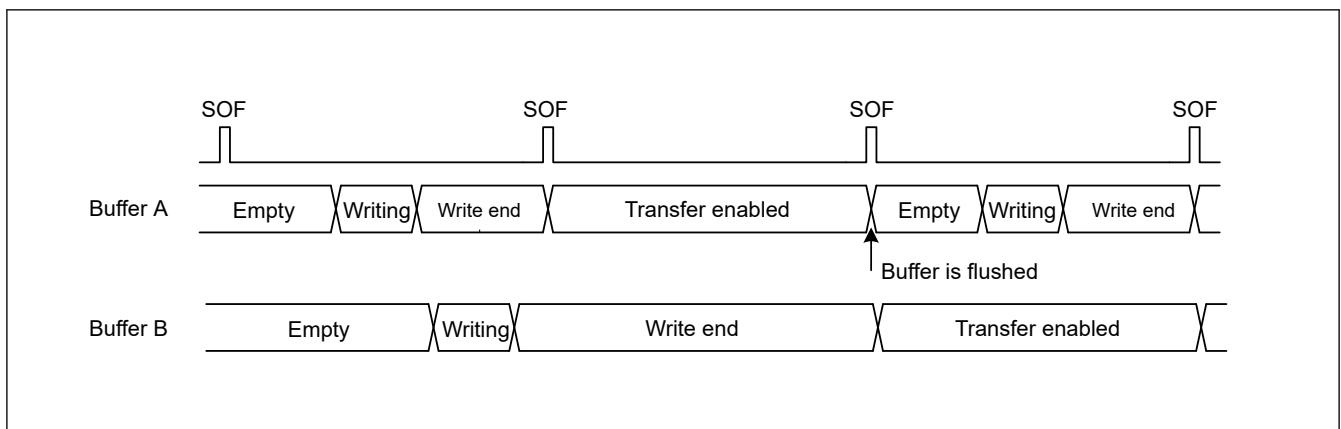 SOF SOF SOF SOF
Buffer A Empty Writing Write end Transfer enabled Empty Writing Write end
Buffer is flushed
Buffer B Empty Writing Write end Transfer enabled